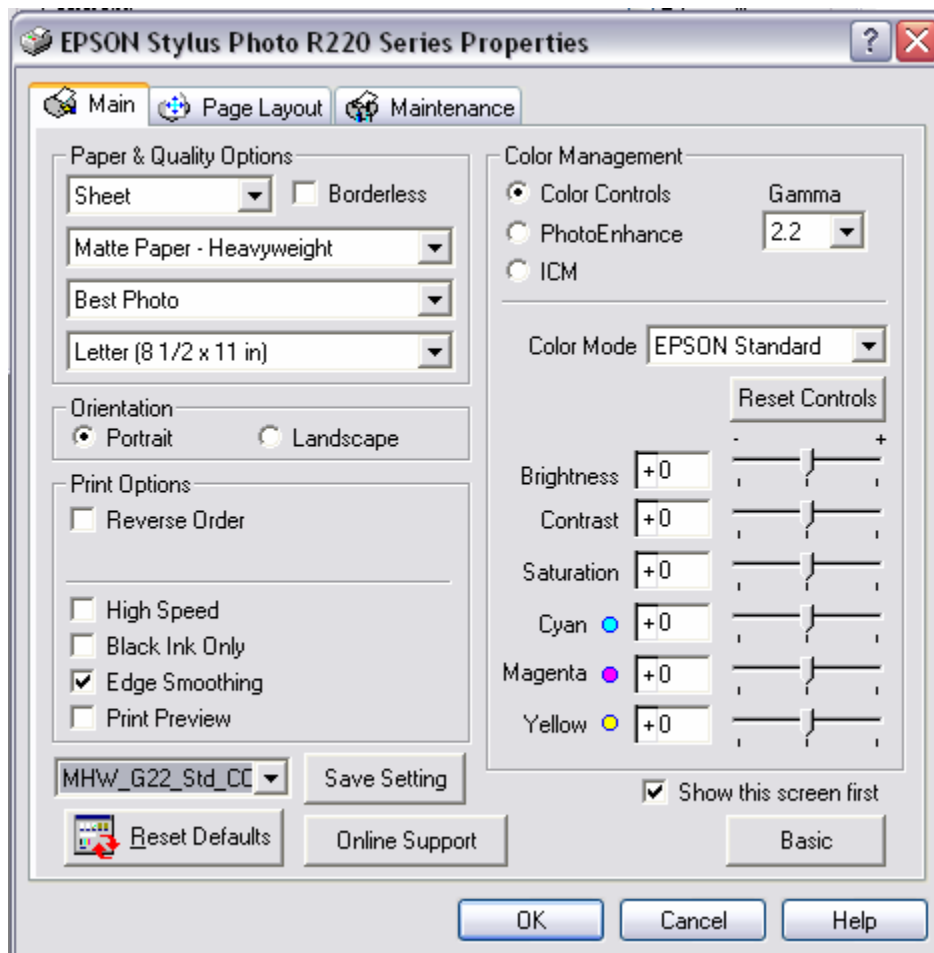 EPSON Stylus Photo R220 Series Properties
?
Main
Page Layout
Maintenance
Paper & Quality Options
Sheet
Borderless
Matte Paper - Heavyweight
Best Photo
Letter (8 1/2 x 11 in)
Orientation
Portrait
Landscape
Print Options
Reverse Order
High Speed
Black Ink Only
Edge Smoothing
Print Preview
MHW_G22_Std_CC
Save Setting
Reset Defaults
Online Support
Color Management
Color Controls
Gamma
PhotoEnhance
2.2
ICM
Color Mode EPSON Standard
Reset Controls
- +
Brightness +0
Contrast +0
Saturation +0
Cyan +0
Magenta +0
Yellow +0
Show this screen first
Basic
OK
Cancel
Help